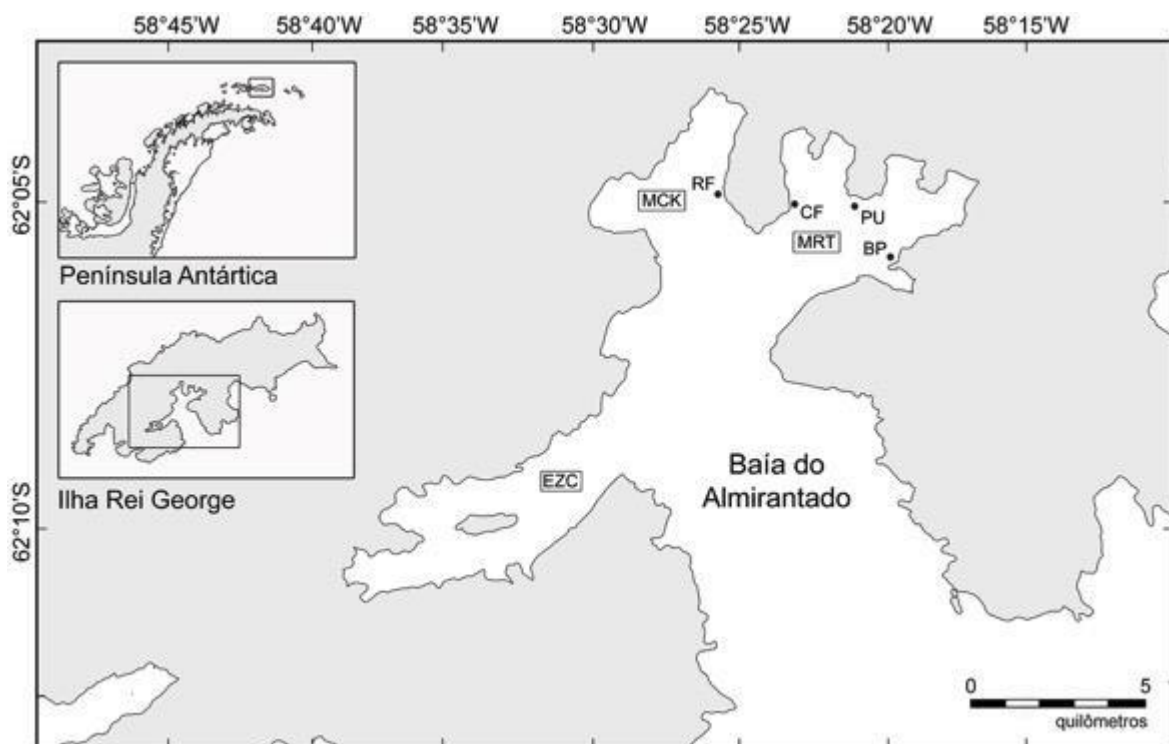 58°45'W
58°40'W
58°35'W
58°30'W
58°25'W
58°20'W
58°15'W
62°05'S
62°10'S
Península Antártica
Ilha Rei George
MCK
RF
CF
PU
MRT
BP
EZC
Baía do
Almirantado
0
5
quilômetros